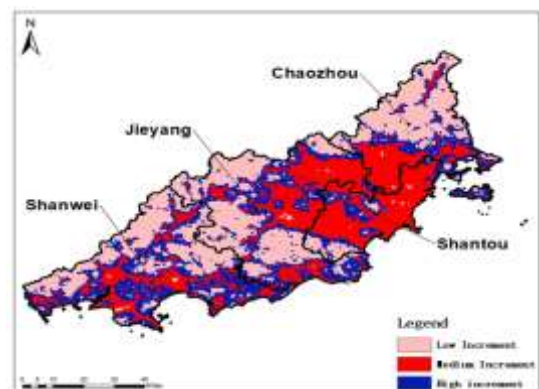 N
Chaozhou
Jieyang
Shanwei
Shantou
Legend
Low Increment
Medium Increment
High increment